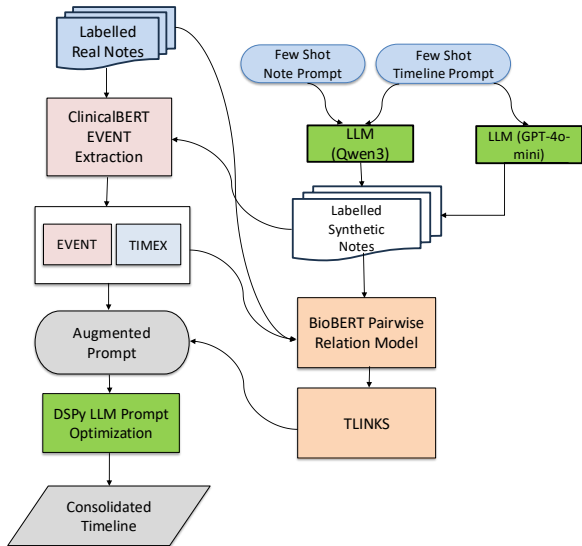 Labelled
Real Notes
Few Shot
Note Prompt
Few Shot
Timeline Prompt
ClinicalBERT
EVENT
Extraction
LLM
(Qwen3)
LLM (GPT-4o-
mini)
Labelled
Synthetic
Notes
EVENT
TIMEX
BioBERT Pairwise
Relation Model
Augmented
Prompt
DSPy LLM Prompt
Optimization
TLINKS
Consolidated
Timeline